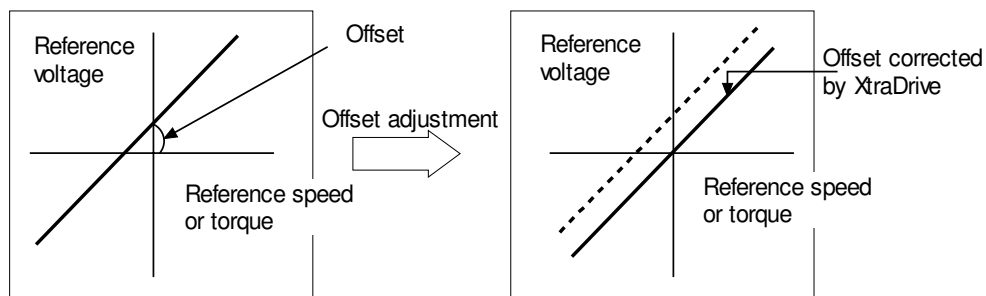 Reference
voltage
Offset
Offset adjustment
Reference speed
or torque
Reference
voltage
Offset corrected
by XtraDrive
Reference speed
or torque